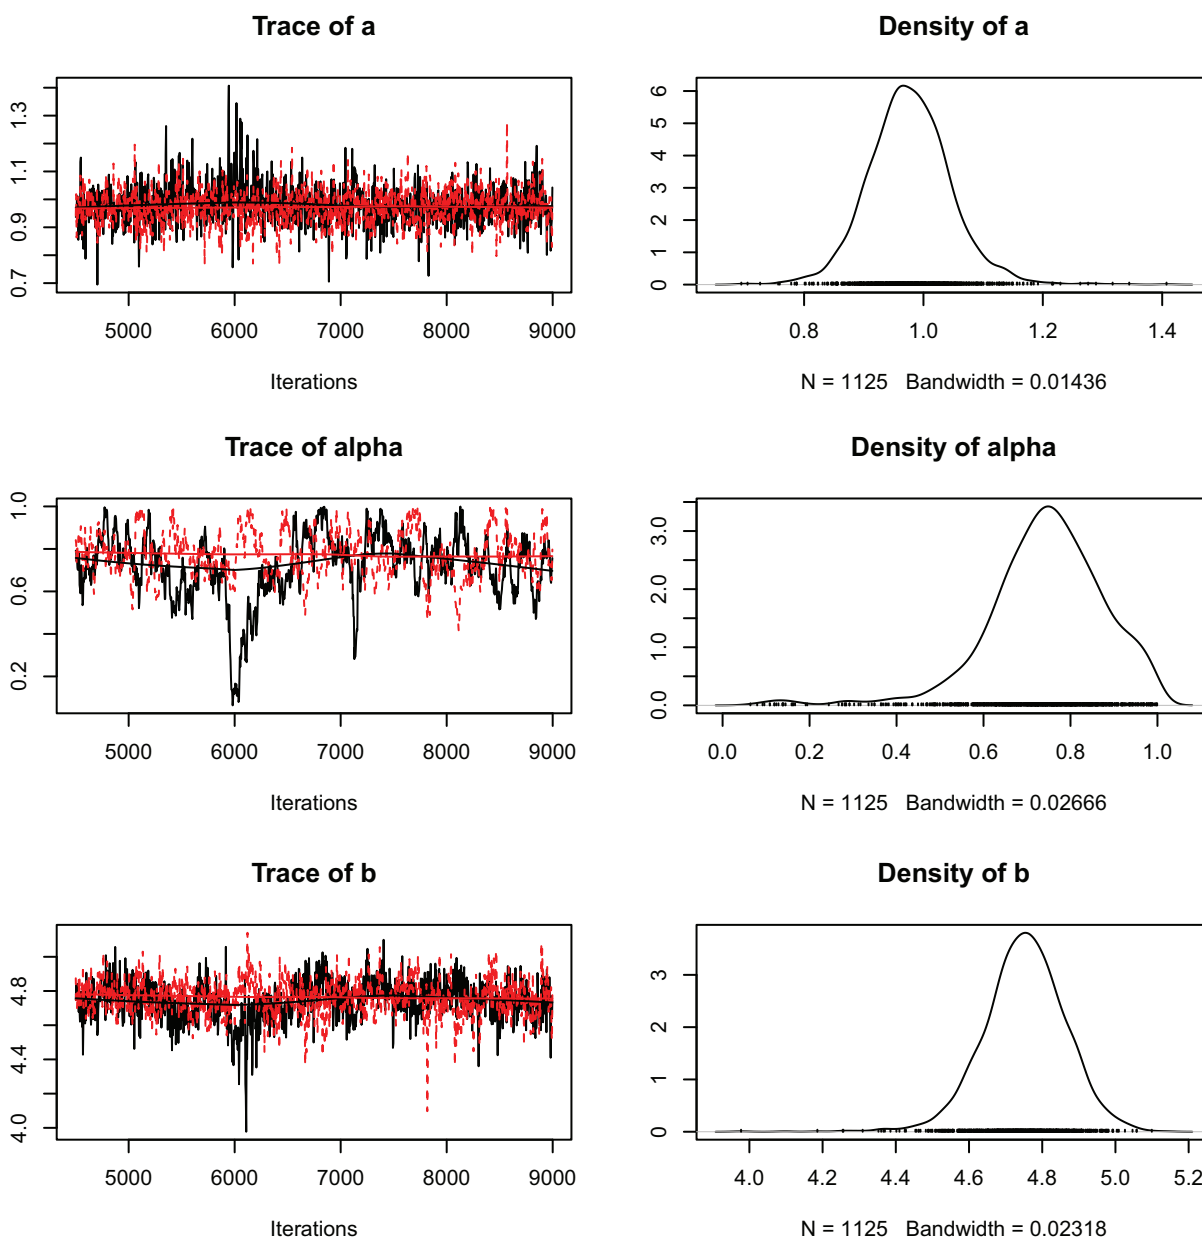 Trace of a
0.7 0.9 1.1 1.3
5000 6000 7000 8000 9000
Iterations
Density of a
0 1 2 3 4 5 6
0.8 1.0 1.2 1.4
N = 1125 Bandwidth = 0.01436
Trace of alpha
0.2 0.6 1.0
5000 6000 7000 8000 9000
Iterations
Density of alpha
0.0 1.0 2.0 3.0
0.0 0.2 0.4 0.6 0.8 1.0
N = 1125 Bandwidth = 0.02666
Trace of b
4.0 4.4 4.8
5000 6000 7000 8000 9000
Iterations
Density of b
0 1 2 3
4.0 4.2 4.4 4.6 4.8 5.0 5.2
N = 1125 Bandwidth = 0.02318